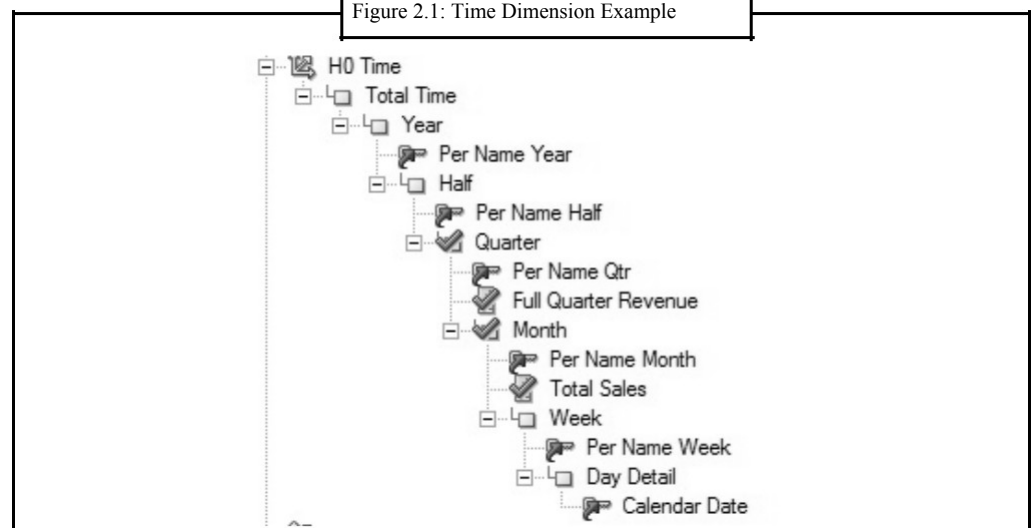 Figure 2.1: Time Dimension Example
H0 Time
Total Time
Year
Per Name Year
Half
Per Name Half
Quarter
Per Name Qtr
Full Quarter Revenue
Month
Per Name Month
Total Sales
Week
Per Name Week
Day Detail
Calendar Date